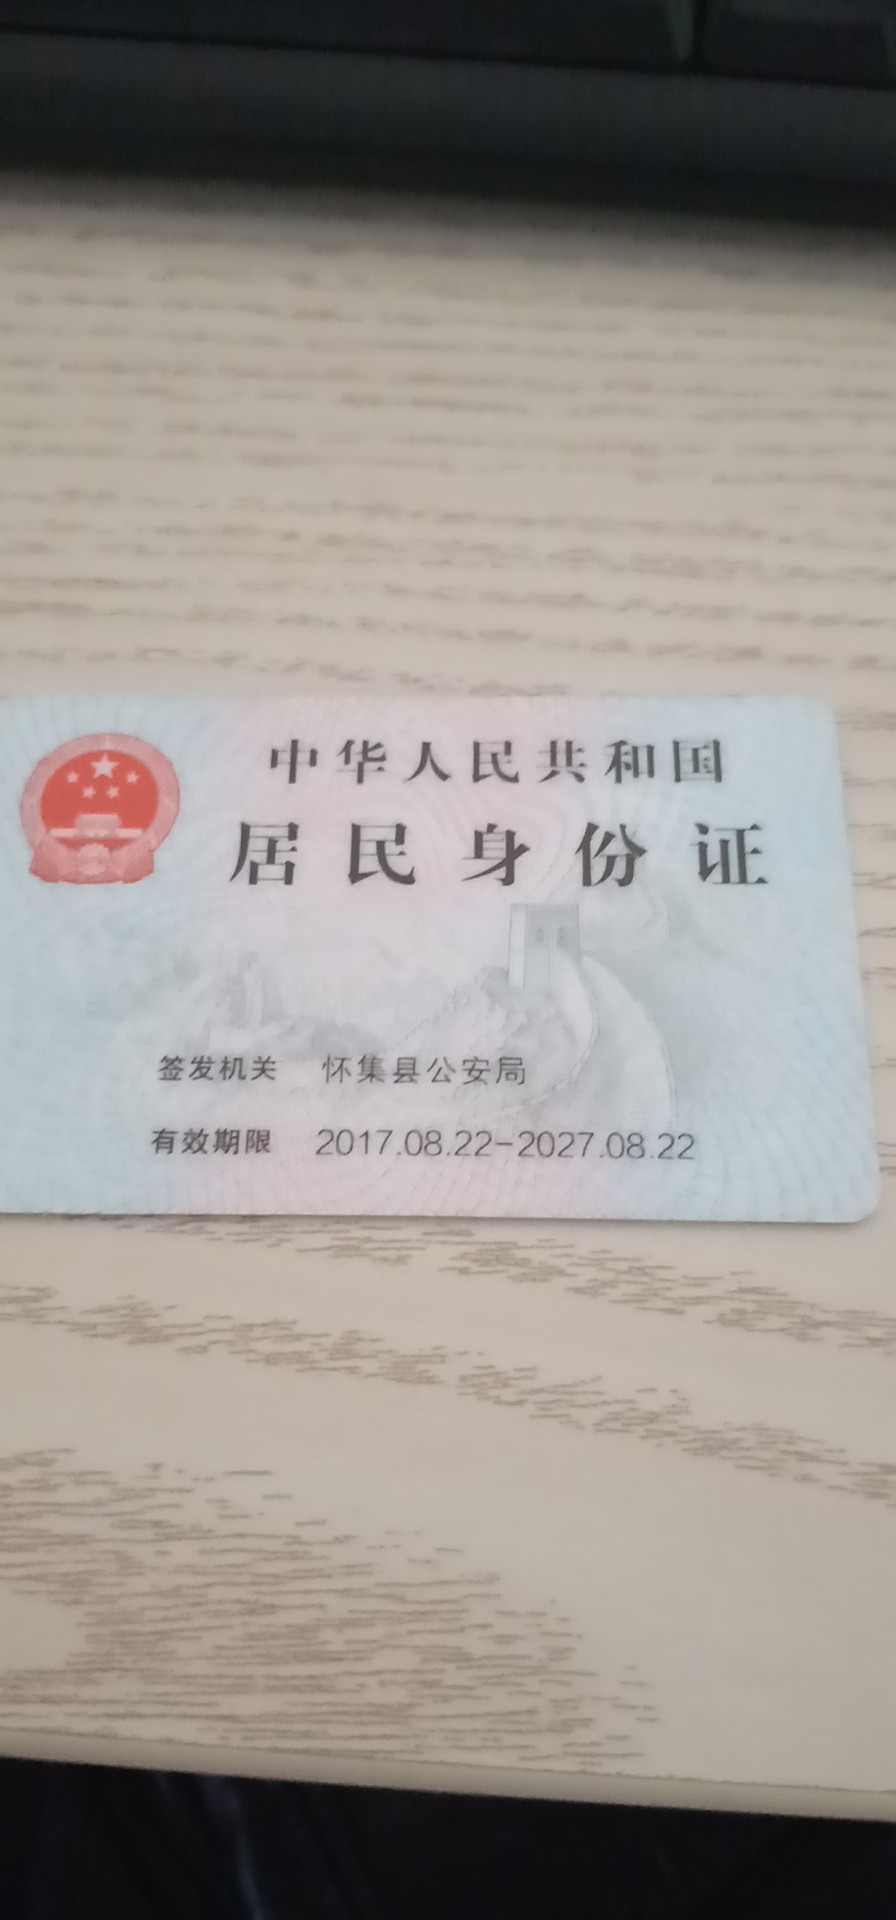 中华人民共和国
居民身份证
签发机关 怀集县公安局
有效期限 2017.08.22-2027.08.22